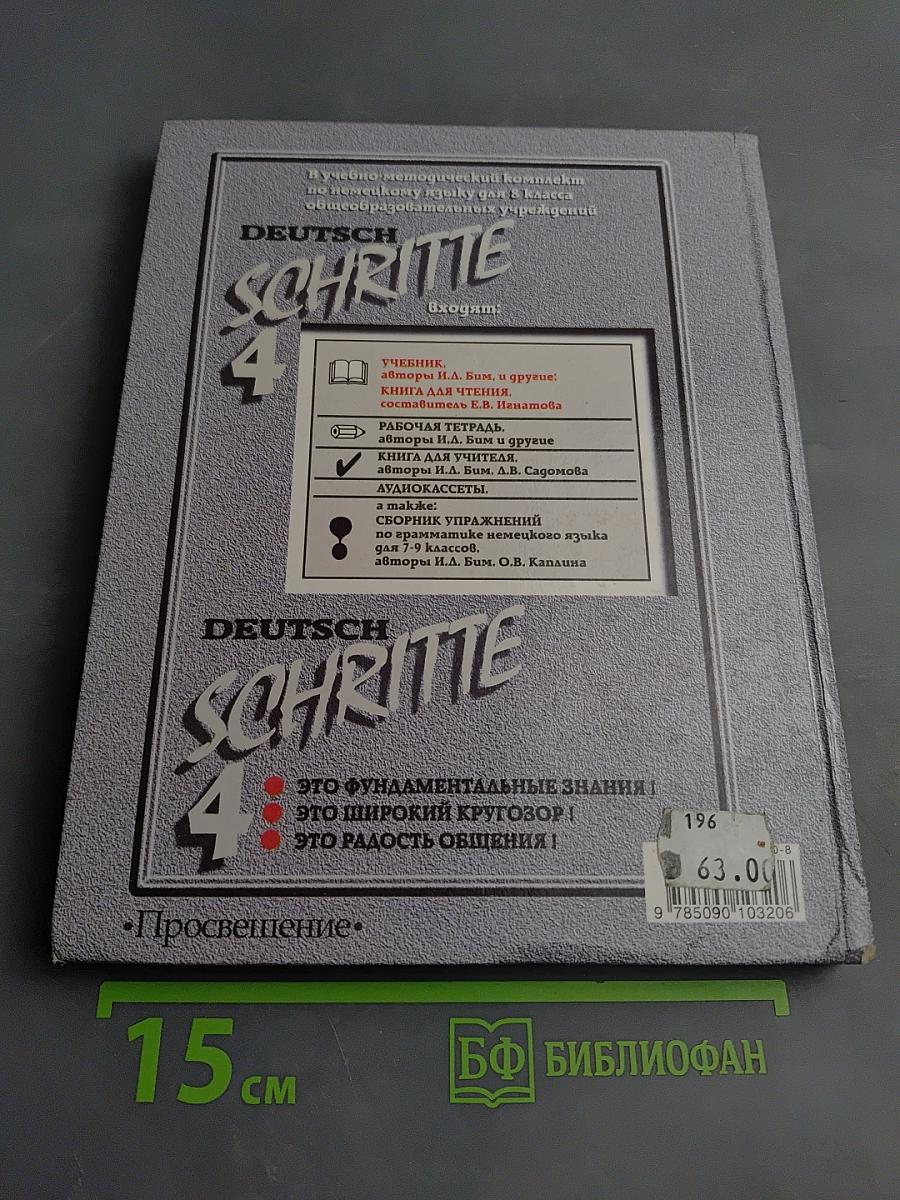 В учебно-методический комплект
по немецкому языку для 8 класса
общеобразовательных учреждений
DEUTSCH
SCHRITTE
4
входят:
УЧЕБНИК,
авторы И.Л. Бим, и другие;
КНИГА ДЛЯ ЧТЕНИЯ,
составитель Е.В. Игнатова
РАБОЧАЯ ТЕТРАДЬ,
авторы И.Л. Бим и другие
КНИГА ДЛЯ УЧИТЕЛЯ,
авторы И.Л. Бим, Л.В. Садомова
АУДИОКАССЕТЫ,
а также:
СБОРНИК УПРАЖНЕНИЙ
по грамматике немецкого языка
для 7-9 классов,
авторы И.Л. Бим, О.В. Каплина
DEUTSCH
SCHRITTE
4
ЭТО ФУНДАМЕНТАЛЬНЫЕ ЗНАНИЯ!
ЭТО ШИРОКИЙ КРУГОЗОР!
ЭТО РАДОСТЬ ОБЩЕНИЯ!
196
63.00
0-8
9 785090 103206
•Просвещение•
15 см
БФ БИБЛИОФАН